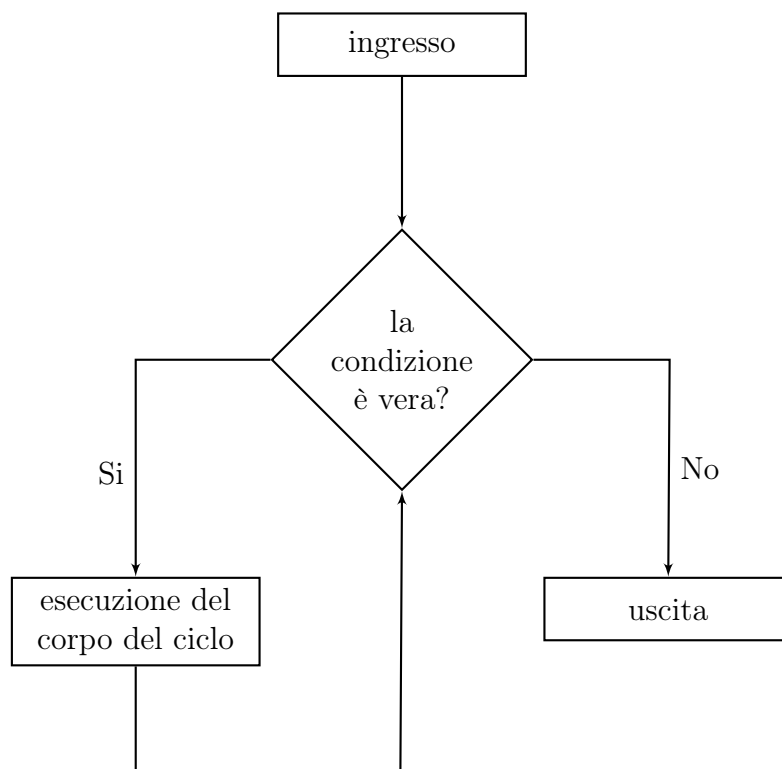 ingresso
la
condizione
è vera?
Si
No
esecuzione del
corpo del ciclo
uscita